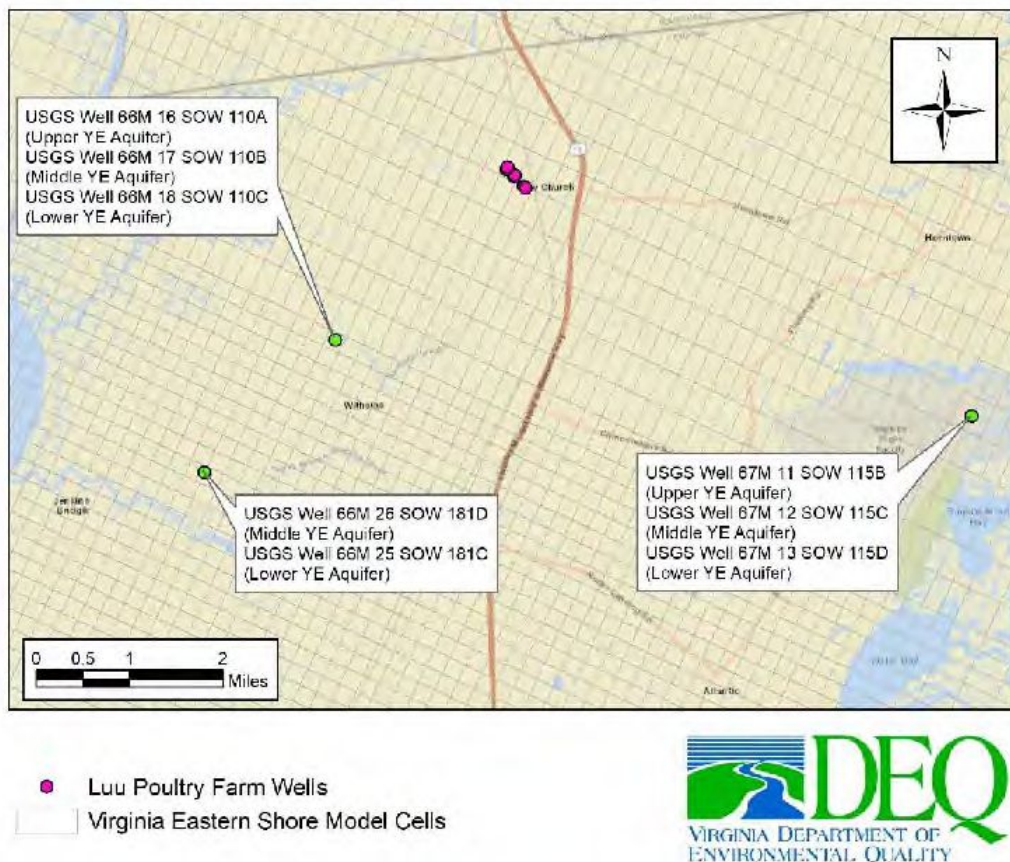 N
USGS Well 66M 16 SOW 110A
(Upper YE Aquifer)
USGS Well 66M 17 SOW 110B
(Middle YE Aquifer)
USGS Well 66M 18 SOW 110C
(Lower YE Aquifer)
Church
Horntown
Withams
USGS Well 67M 11 SOW 115B
(Upper YE Aquifer)
USGS Well 67M 12 SOW 115C
(Middle YE Aquifer)
USGS Well 67M 13 SOW 115D
(Lower YE Aquifer)
Jenkins
Bridge
USGS Well 66M 26 SOW 181D
(Middle YE Aquifer)
USGS Well 66M 25 SOW 181C
(Lower YE Aquifer)
0 0.5 1 2
Miles
Atlantic
Luu Poultry Farm Wells
Virginia Eastern Shore Model Cells
DEQ
VIRGINIA DEPARTMENT OF
ENVIRONMENTAL QUALITY